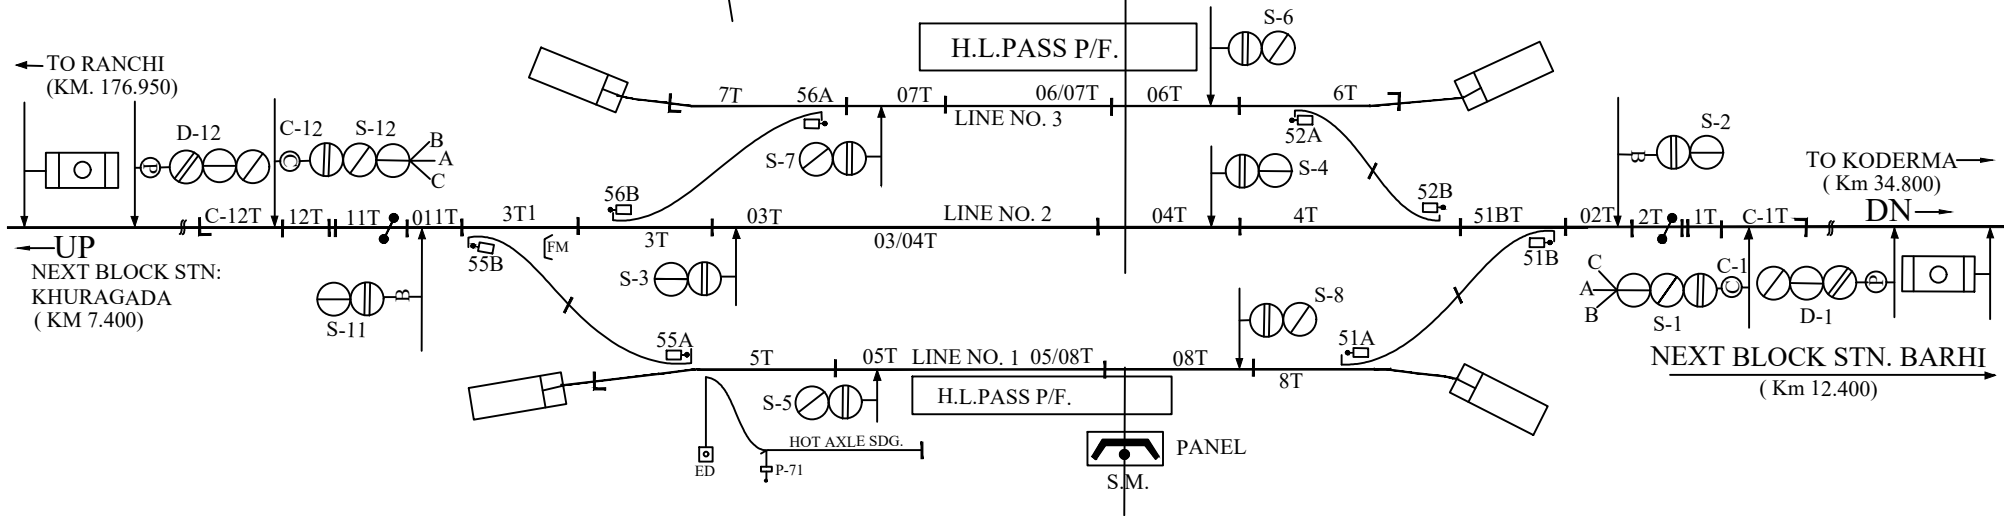 S-6
H.L.PASS P/F.
TO RANCHI
(KM. 176.950)
7T
56A
07T
06/07T
06T
6T
LINE NO. 3
D-12
C-12
S-12
B
A
C
P
C
S-7
52A
S-4
S-2
B
TO KODERMA
( Km 34.800)
56B
52B
C-12T
12T
11T
011T
3T1
03T
LINE NO. 2
04T
4T
51BT
02T
2T
1T
C-1T
DN
UP
FM
3T
03/04T
55B
51B
NEXT BLOCK STN:
KHURAGADA
( KM 7.400)
S-3
B
S-11
S-8
C
A
B
C-1
C
S-1
D-1
P
55A
51A
5T
05T
LINE NO. 1
05/08T
08T
8T
NEXT BLOCK STN. BARHI
( Km 12.400)
S-5
H.L.PASS P/F.
HOT AXLE SDG.
ED
P-71
PANEL
S.M.